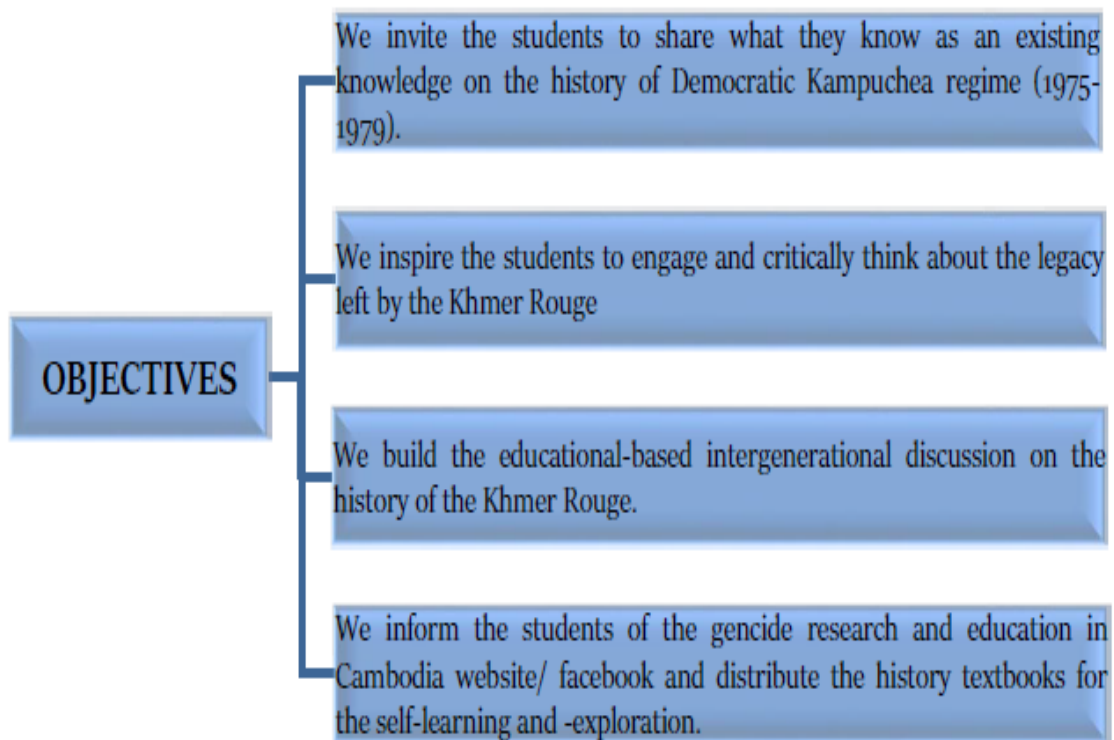 OBJECTIVES
We invite the students to share what they know as an existing
knowledge on the history of Democratic Kampuchea regime (1975-
1979).
We inspire the students to engage and critically think about the legacy
left by the Khmer Rouge
We build the educational-based intergenerational discussion on the
history of the Khmer Rouge.
We inform the students of the gencide research and education in
Cambodia website/ facebook and distribute the history textbooks for
the self-learning and -exploration.